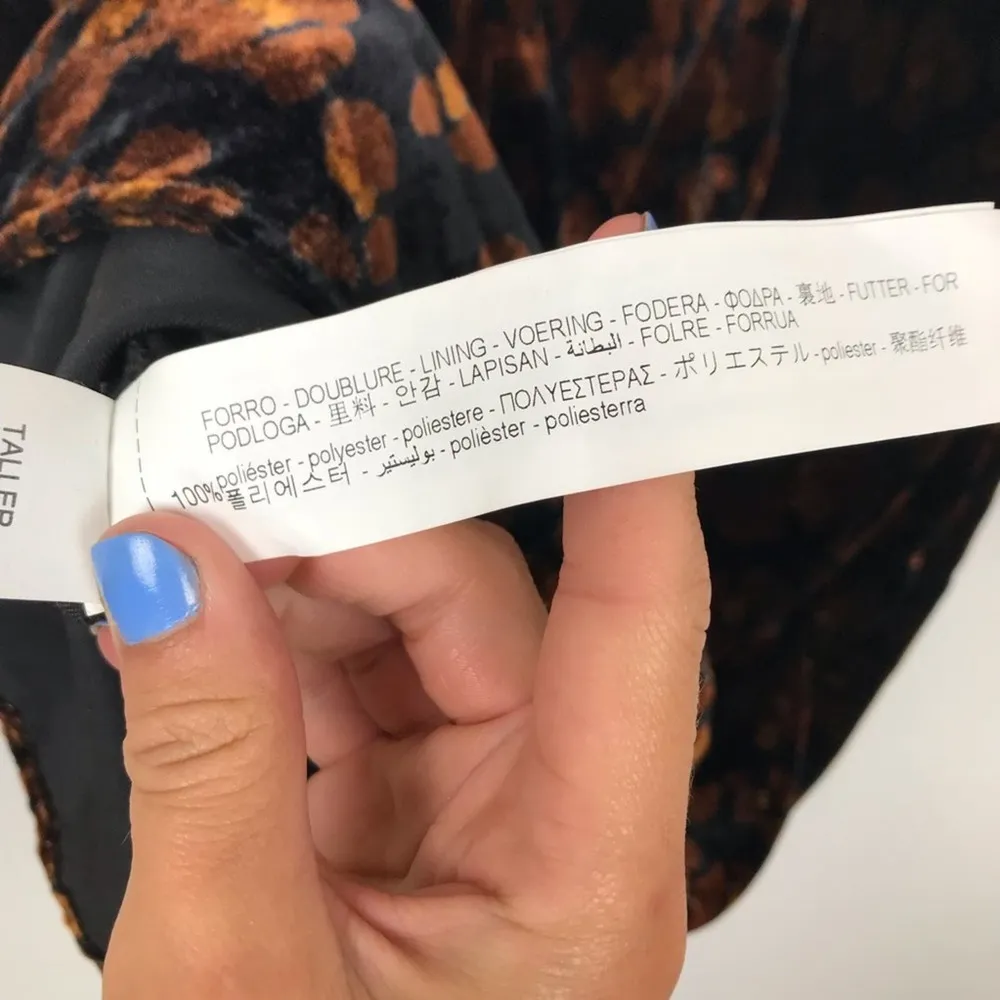 FORRO - DOUBLURE - LINING - VOERING - FODERA - ΦΟΔΡΑ - 裏地 - FUTTER - FOR
PODLOGA - 里料 - 안감 - LAPISAN - البطانة - FOLRE - FORRUA
100% poliéster - polyester - poliestere - ΠΟΛΥΕΣΤΕΡΑΣ - ポリエステル - poliester - 聚酯纤维
폴리에스터 - بوليستير - polièster - poliesterra
TALLER